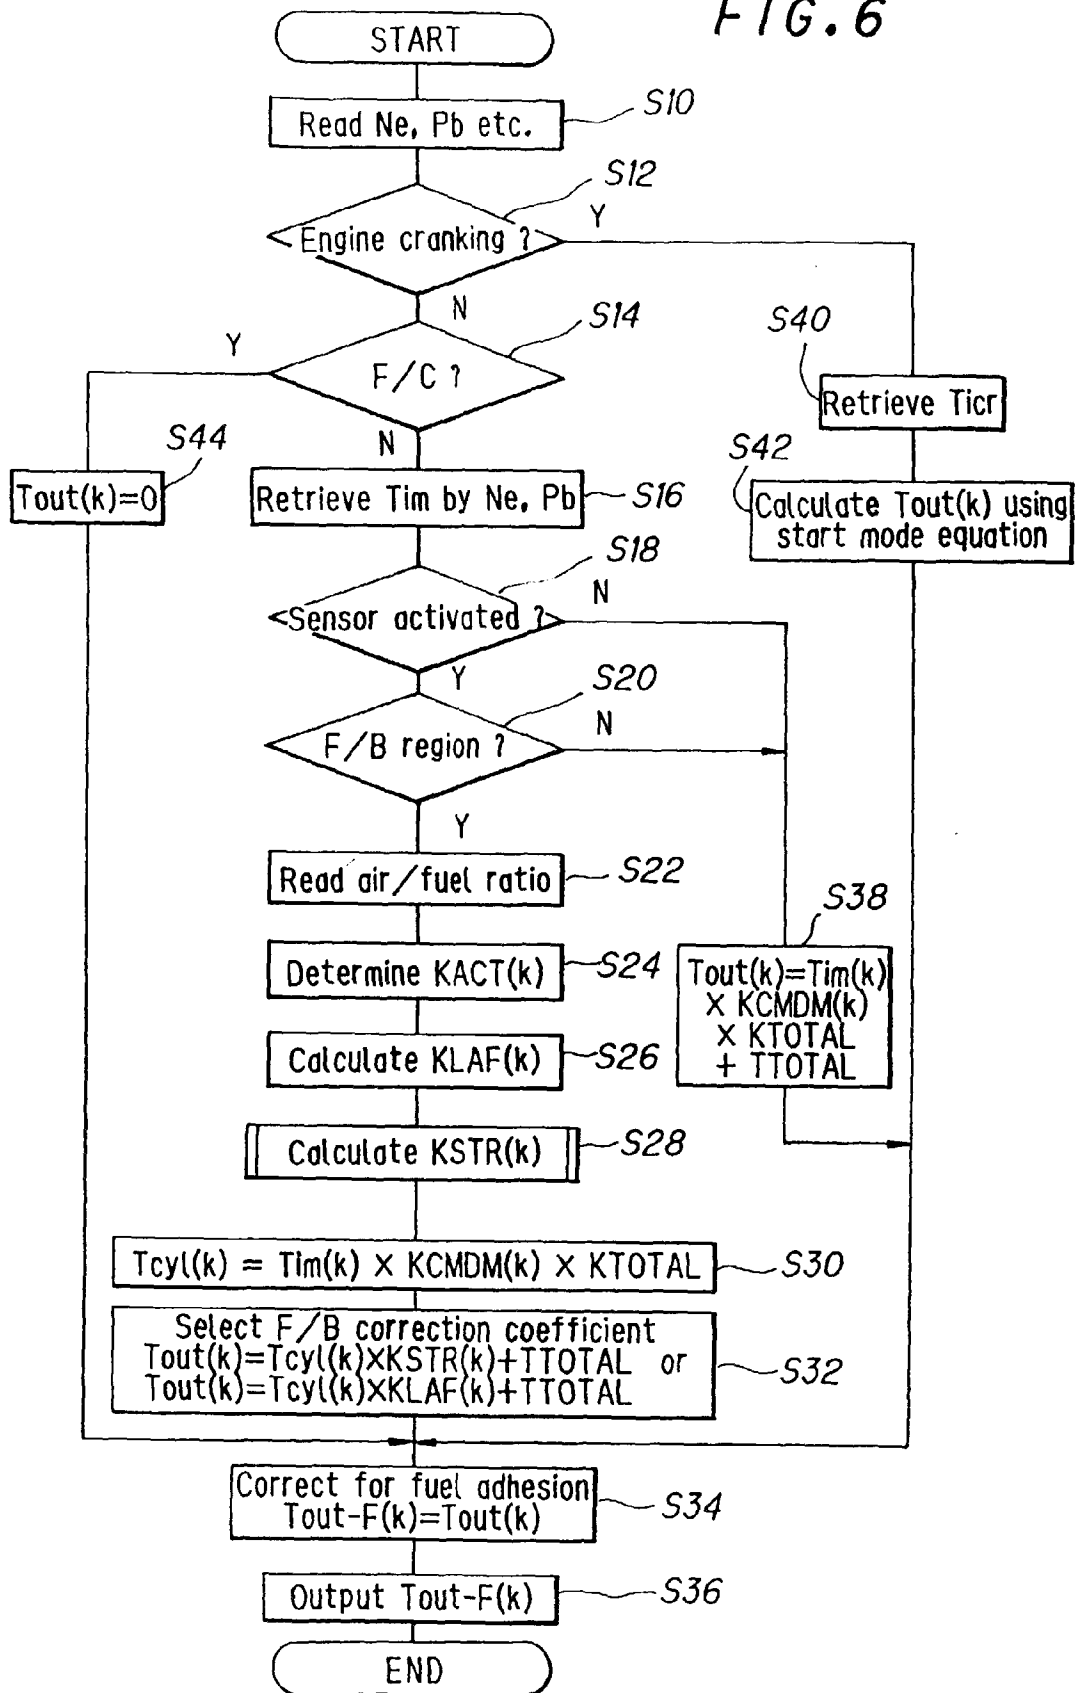 FIG.6
START
Read Ne, Pb etc.
S10
S12
Engine cranking ?
Y
N
S14
F/C ?
Y
N
S40
Retrieve Ticr
S42
Calculate Tout(k) using
start mode equation
S44
Tout(k)=0
Retrieve Tim by Ne, Pb
S16
S18
Sensor activated ?
N
Y
S20
F/B region ?
N
Y
Read air/fuel ratio
S22
Determine KACT(k)
S24
S38
Tout(k)=Tim(k)
× KCMDM(k)
× KTOTAL
+ TTOTAL
Calculate KLAF(k)
S26
Calculate KSTR(k)
S28
Tcyl(k) = Tim(k) × KCMDM(k) × KTOTAL
S30
Select F/B correction coefficient
Tout(k)=Tcyl(k)×KSTR(k)+TTOTAL or
Tout(k)=Tcyl(k)×KLAF(k)+TTOTAL
S32
Correct for fuel adhesion
Tout-F(k)=Tout(k)
S34
Output Tout-F(k)
S36
END